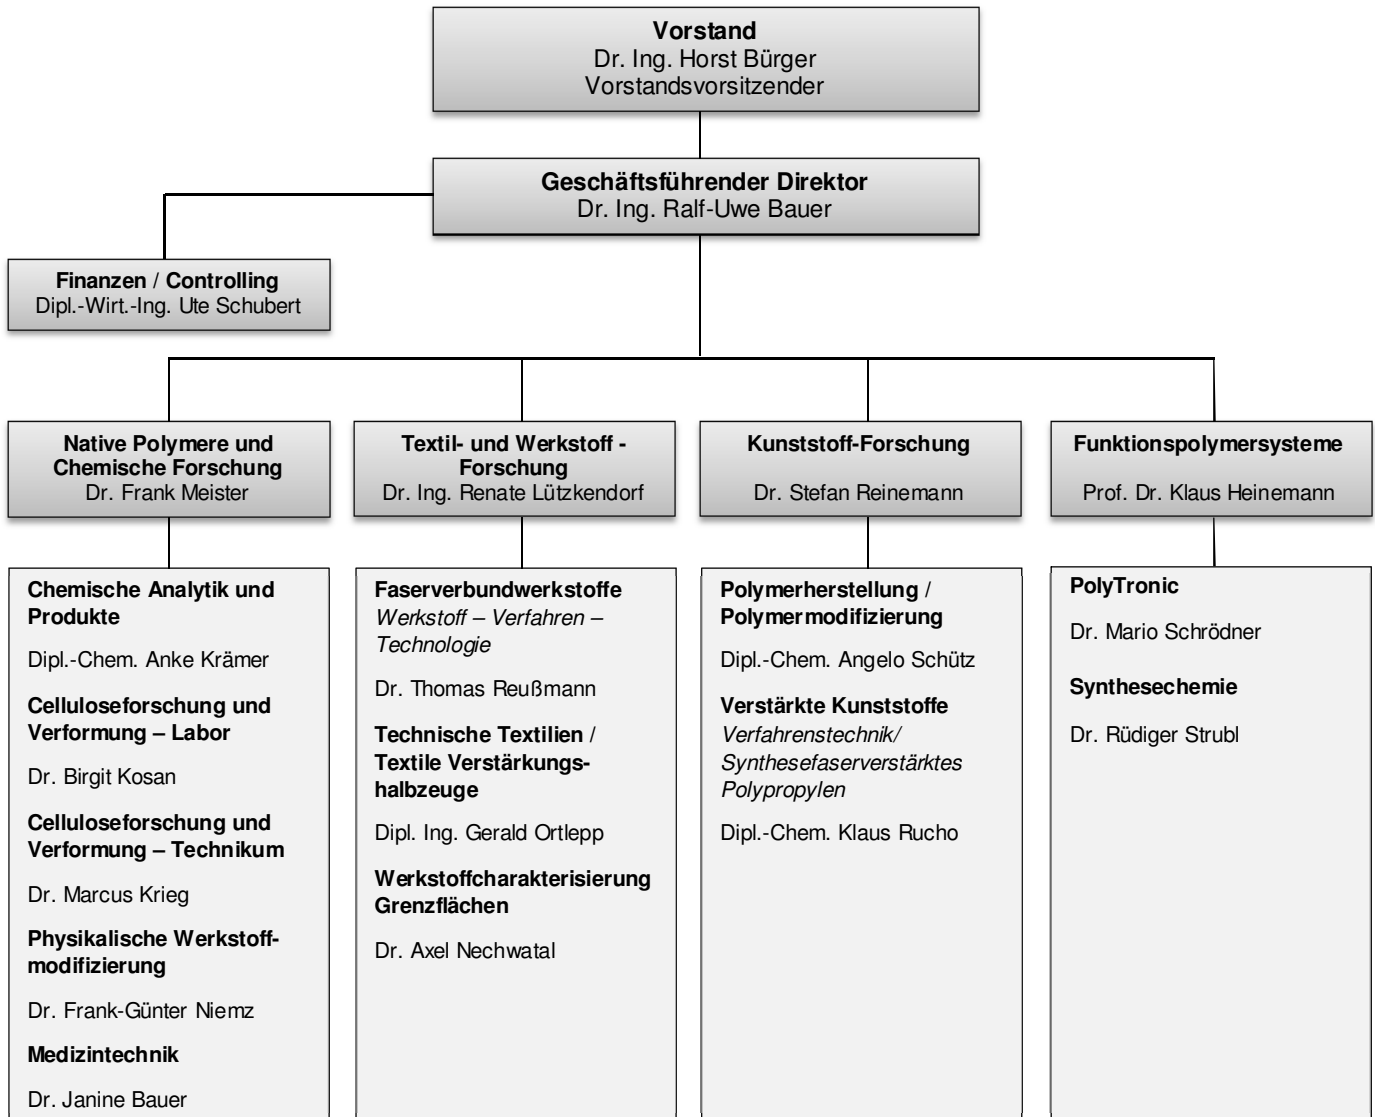 Vorstand
Dr. Ing. Horst Bürger
Vorstandsvorsitzender
Geschäftsführender Direktor
Dr. Ing. Ralf-Uwe Bauer
Finanzen / Controlling
Dipl.-Wirt.-Ing. Ute Schubert
Native Polymere und
Chemische Forschung
Dr. Frank Meister
Textil- und Werkstoff -
Forschung
Dr. Ing. Renate Lützkendorf
Kunststoff-Forschung
Dr. Stefan Reinemann
Funktionspolymersysteme
Prof. Dr. Klaus Heinemann
Chemische Analytik und
Produkte
Dipl.-Chem. Anke Krämer
Celluloseforschung und
Verformung – Labor
Dr. Birgit Kosan
Celluloseforschung und
Verformung – Technikum
Dr. Marcus Krieg
Physikalische Werkstoff-
modifizierung
Dr. Frank-Günter Niemz
Medizintechnik
Dr. Janine Bauer
Faserverbundwerkstoffe
Werkstoff – Verfahren –
Technologie
Dr. Thomas Reußmann
Technische Textilien /
Textile Verstärkungs-
halbzeuge
Dipl. Ing. Gerald Ortlepp
Werkstoffcharakterisierung
Grenzflächen
Dr. Axel Nechwatal
Polymerherstellung /
Polymermodifizierung
Dipl.-Chem. Angelo Schütz
Verstärkte Kunststoffe
Verfahrenstechnik/
Synthesefaserverstärktes
Polypropylen
Dipl.-Chem. Klaus Rucho
PolyTronic
Dr. Mario Schrödner
Synthesechemie
Dr. Rüdiger Strubl